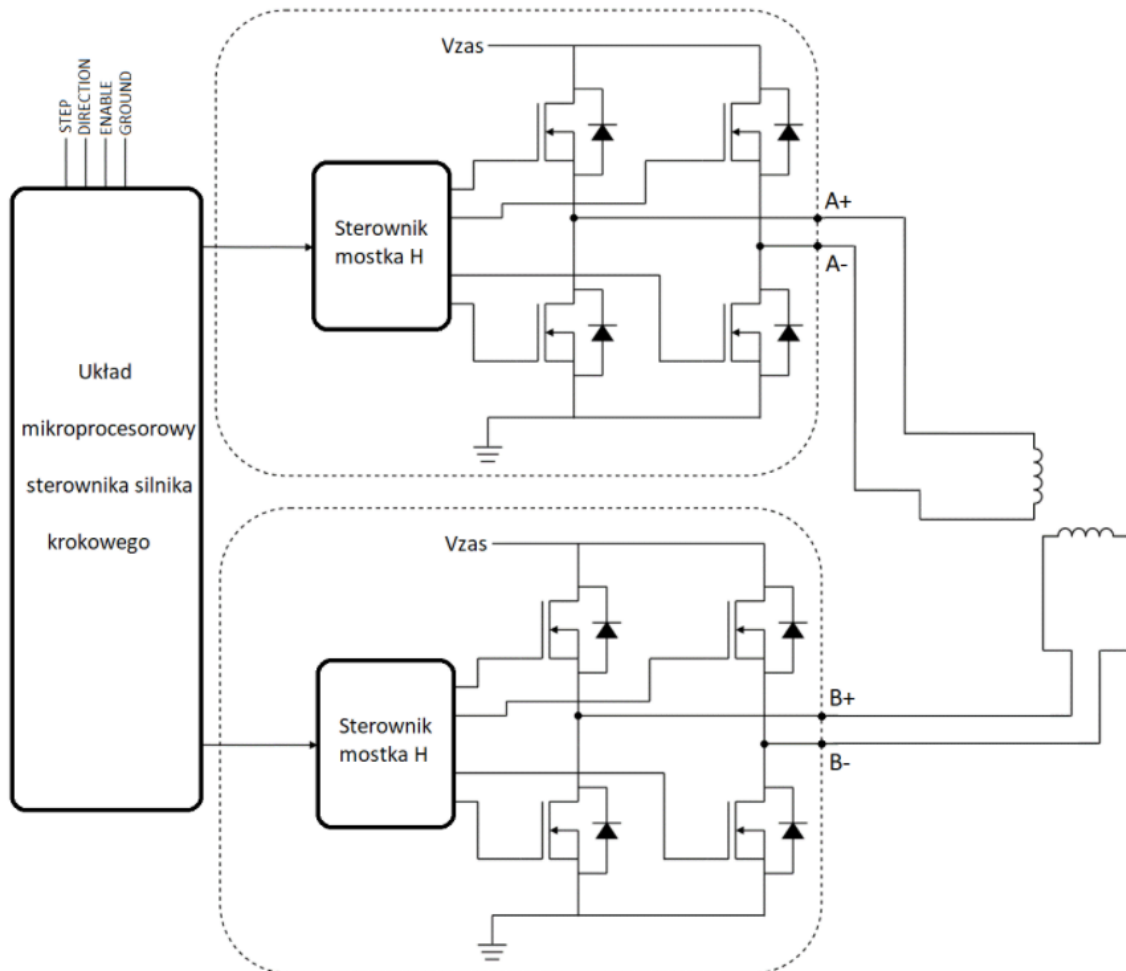 STEP
DIRECTION
ENABLE
GROUND
Układ
mikroprocesorowy
sterownika silnika
krokowego
Vzas
Sterownik
mostka H
A+
A-
Vzas
Sterownik
mostka H
B+
B-